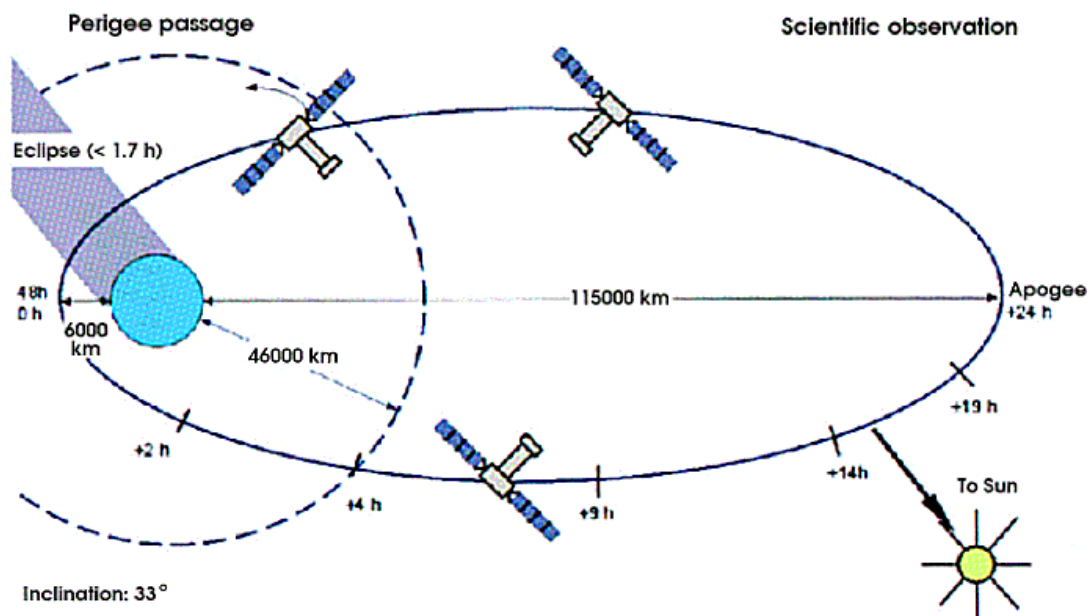 Perigee passage
Scientific observation
Eclipse (< 1.7 h)
48h
0 h
6000
km
115000 km
Apogee
+24 h
46000 km
+19 h
+2 h
+4 h
+9 h
+14h
To Sun
Inclination: 33°